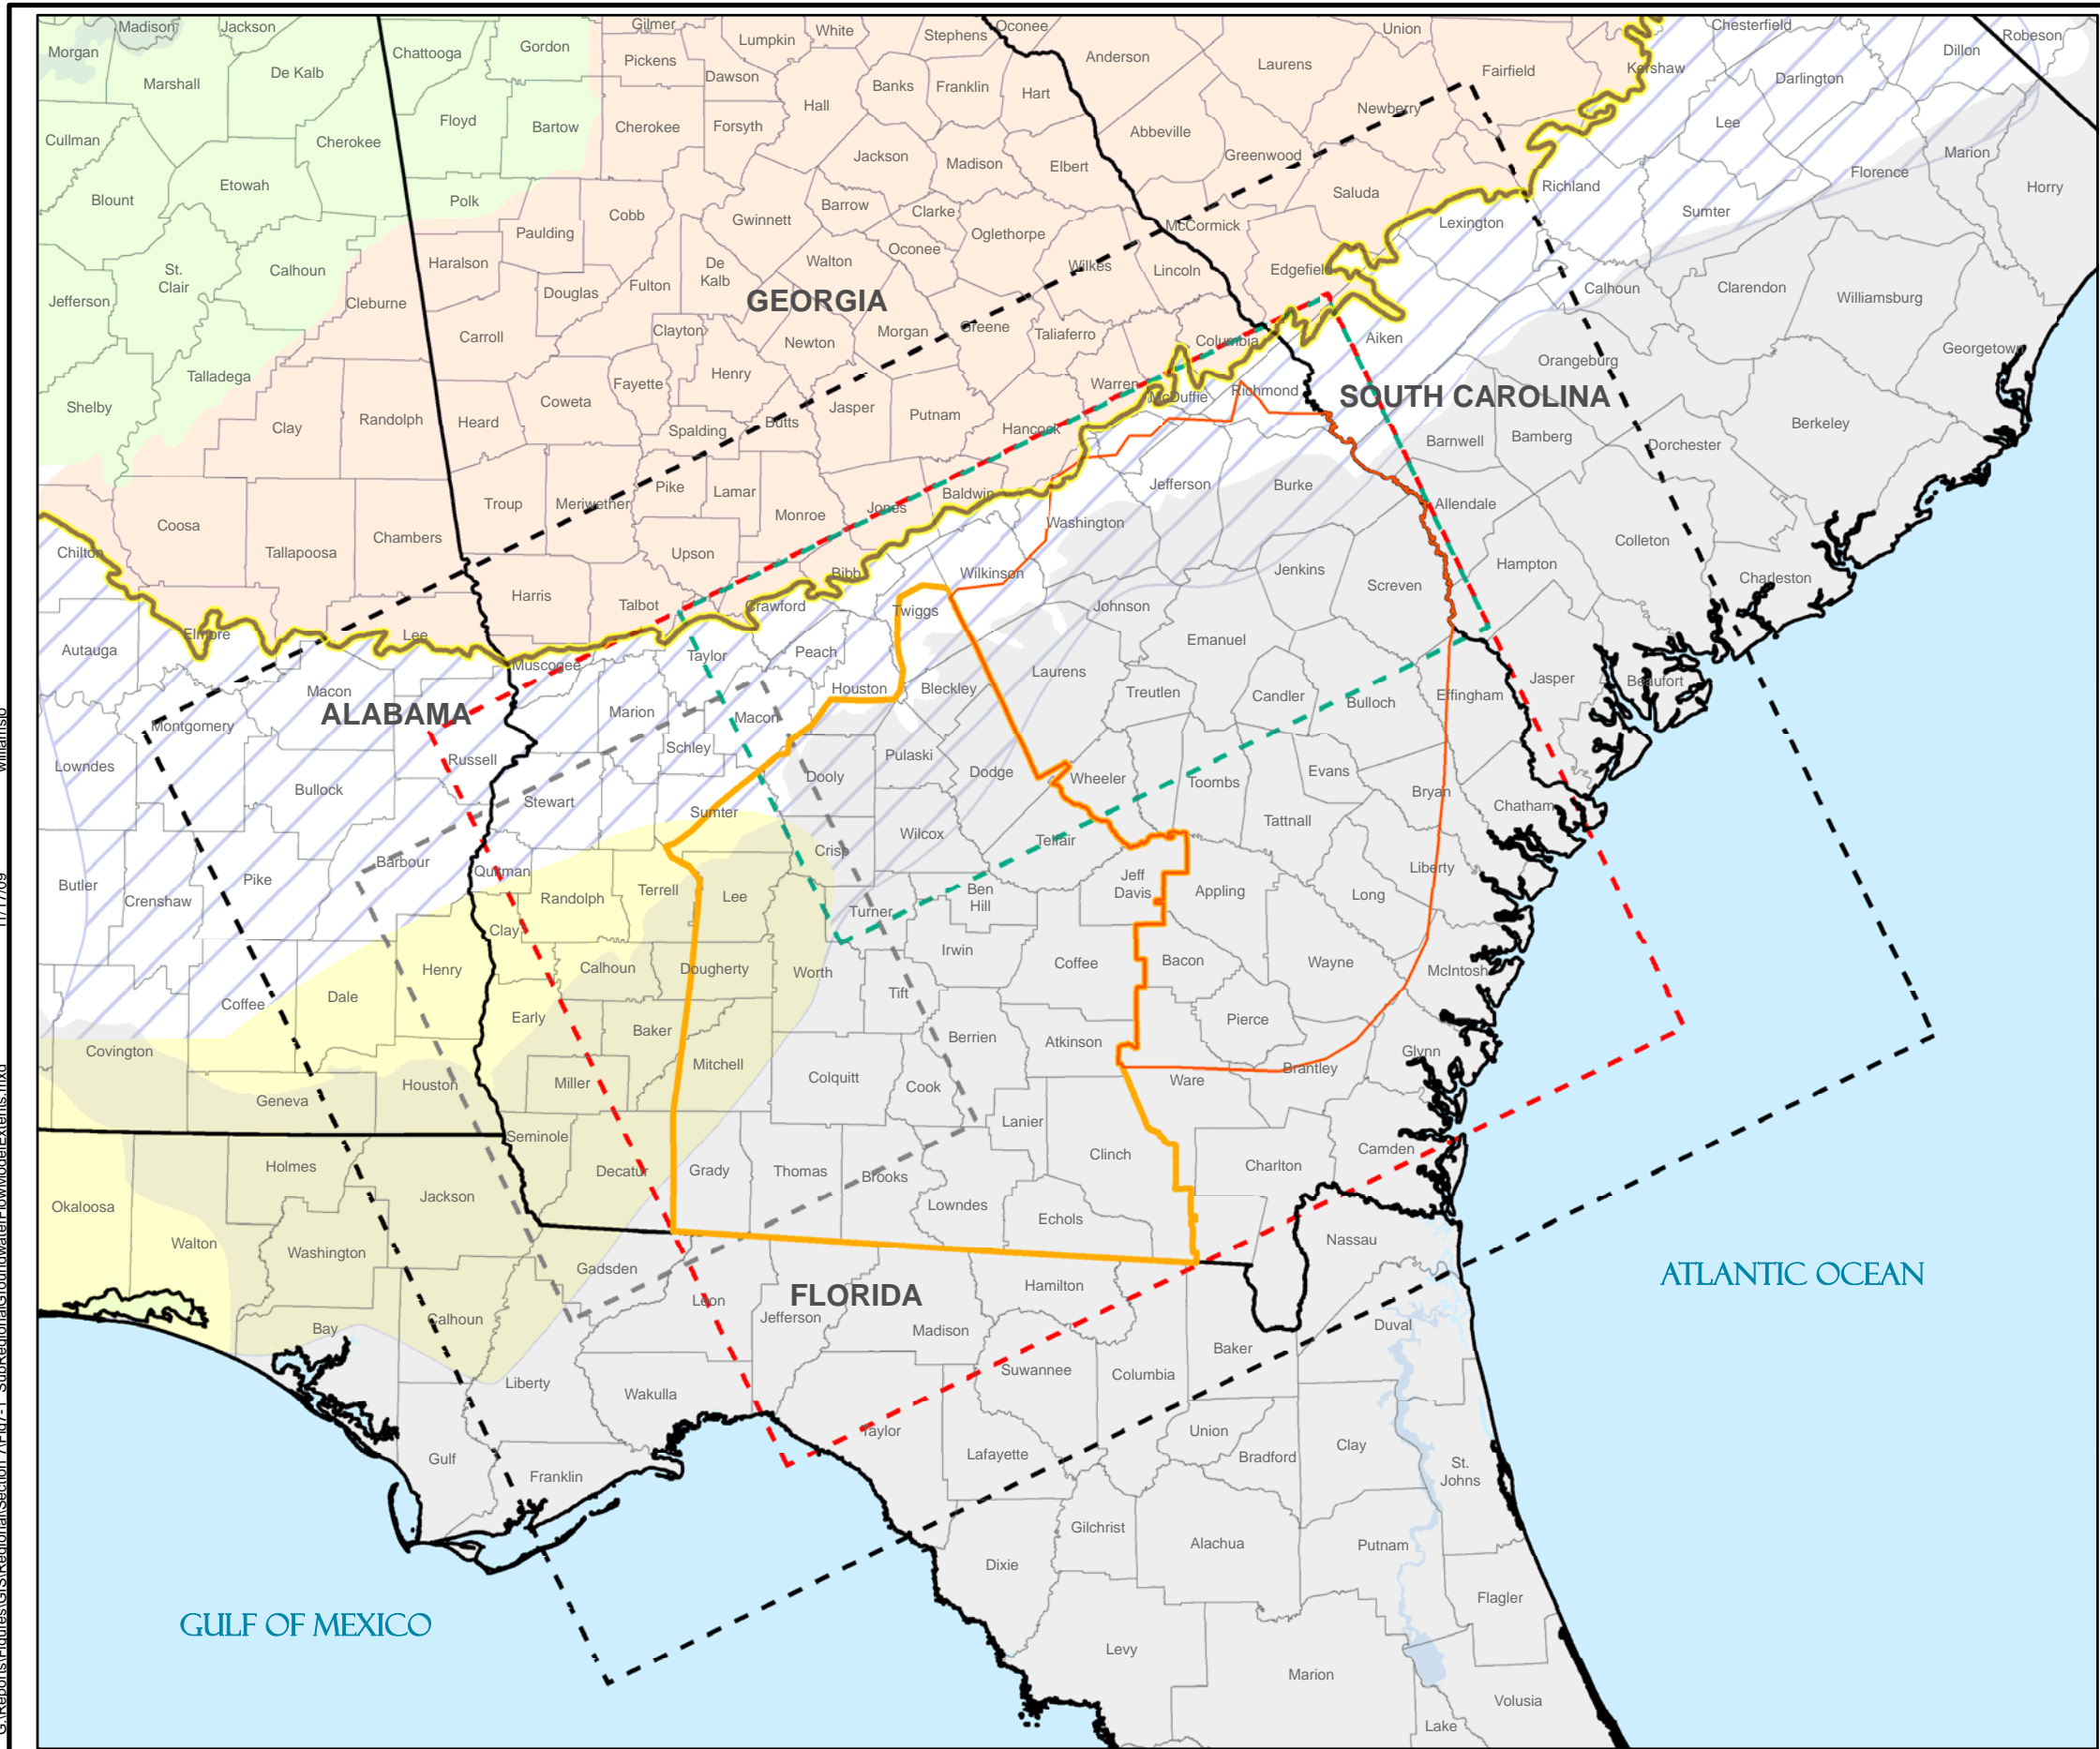 Madison
Jackson
Chattooga
Gordon
Gilmer
White
Stephens
Oconee
Union
Chesterfield
Robeson
Morgan
Marshall
De Kalb
Pickens
Lumpkin
Dawson
Banks
Franklin
Hart
Anderson
Laurens
Fairfield
Kershaw
Darlington
Dillon
Cullman
Cherokee
Floyd
Bartow
Cherokee
Forsyth
Hall
Abbeville
Newberry
Lee
Marion
Blount
Etowah
Polk
Jackson
Madison
Elbert
Greenwood
Saluda
Richland
Florence
Horry
Cobb
Gwinnett
Barrow
Clarke
Sumter
Paulding
Oconee
Oglethorpe
McCormick
Lexington
St.
Clair
Calhoun
Haralson
De
Kalb
Walton
Wilkes
Lincoln
Edgefield
Calhoun
Clarendon
Williamsburg
Jefferson
Cleburne
Douglas
Fulton
GEORGIA
Carroll
Clayton
Newton
Morgan
Greene
Taliaferro
Columbia
Aiken
Orangeburg
Georgetown
Talladega
Fayette
Henry
Warren
McDuffie
Richmond
SOUTH CAROLINA
Shelby
Clay
Randolph
Heard
Coweta
Spalding
Butts
Jasper
Putnam
Hancock
Barnwell
Bamberg
Dorchester
Berkeley
Troup
Meriwether
Pike
Lamar
Monroe
Jones
Baldwin
Jefferson
Burke
Allendale
Coosa
Tallapoosa
Chambers
Upson
Washington
Colleton
Chilton
Harris
Talbot
Bibb
Crawford
Wilkinson
Jenkins
Screven
Hampton
Charleston
Autauga
Elmore
Lee
Twiggs
Johnson
Emanuel
Macon
Muscogee
Taylor
Peach
Houston
Bleckley
Laurens
Treutlen
Candler
Bulloch
Effingham
Jasper
Beaufort
Montgomery
ALABAMA
Marion
Macon
Lowndes
Russell
Schley
Dooly
Pulaski
Dodge
Wheeler
Toombs
Evans
Bullock
Stewart
Sumter
Wilcox
Telfair
Tattnall
Bryan
Chatham
Butler
Pike
Barbour
Quitman
Crisp
Crenshaw
Randolph
Terrell
Lee
Turner
Ben
Hill
Jeff
Davis
Appling
Long
Liberty
Clay
Coffee
Dale
Henry
Calhoun
Dougherty
Worth
Irwin
Coffee
Bacon
Wayne
McIntosh
Early
Baker
Tift
Berrien
Atkinson
Pierce
Covington
Geneva
Houston
Miller
Mitchell
Colquitt
Cook
Ware
Brantley
Glynn
Seminole
Lanier
Clinch
Charlton
Camden
Holmes
Jackson
Decatur
Grady
Thomas
Brooks
Lowndes
Echols
Okaloosa
Walton
Washington
Gadsden
Leon
Nassau
Bay
Calhoun
Jefferson
FLORIDA
Hamilton
ATLANTIC OCEAN
Madison
Suwannee
Columbia
Baker
Duval
Liberty
Wakulla
Taylor
Lafayette
Union
Bradford
Clay
St.
Johns
Gulf
Franklin
Dixie
Gilchrist
Alachua
Putnam
Flagler
GULF OF MEXICO
Levy
Marion
Volusia
Lake